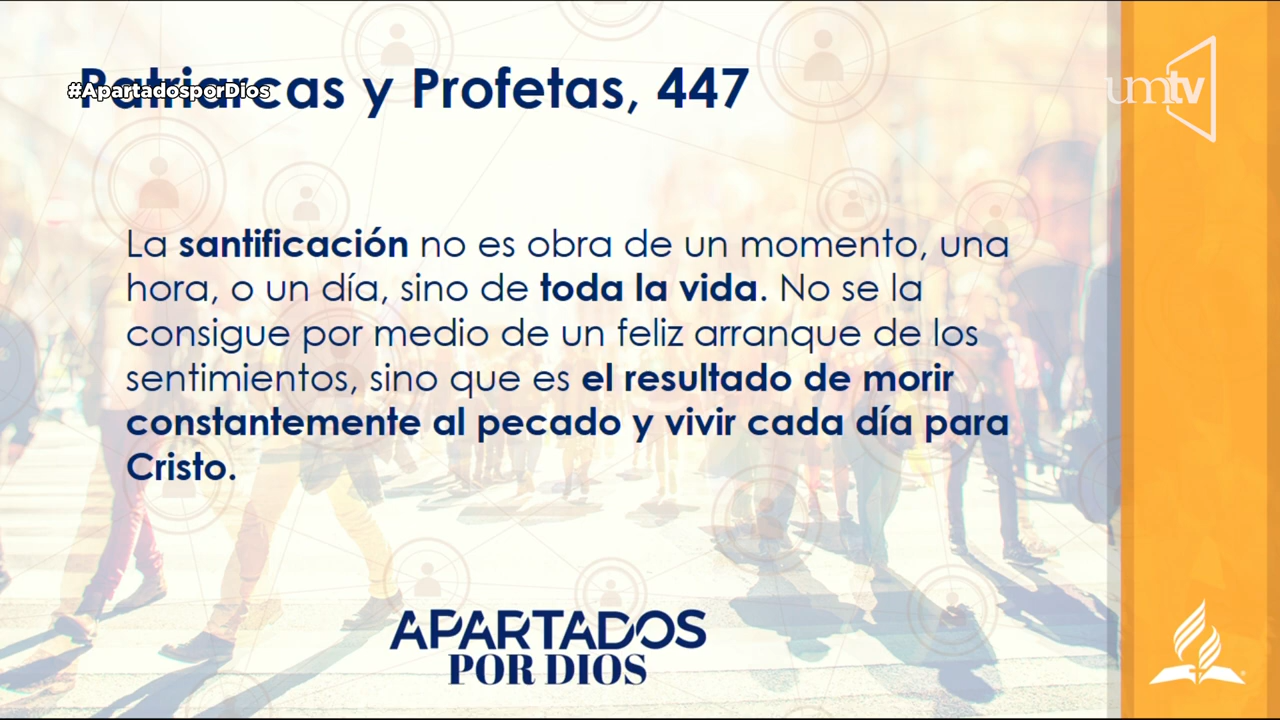 Patriarcas y Profetas, 447
#ApartadosporDios
umtv
La santificación no es obra de un momento, una
hora, o un día, sino de toda la vida. No se la
consigue por medio de un feliz arranque de los
sentimientos, sino que es el resultado de morir
constantemente al pecado y vivir cada día para
Cristo.
APARTADOS
POR DIOS